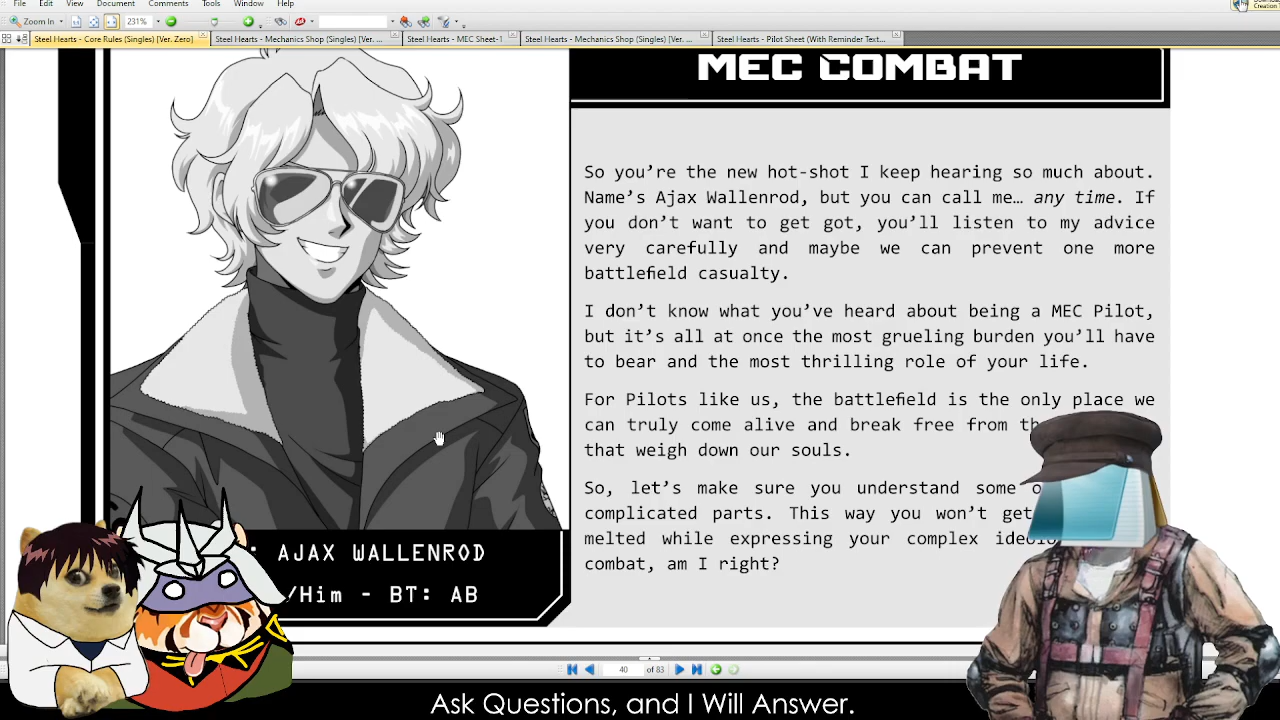 File Edit View Document Comments Tools Window Help
Zoom In 231%
Creation
Steel Hearts - Core Rules (Singles) [Ver. Zero] Steel Hearts - Mechanics Shop (Singles) [Ver. ... Steel Hearts - MEC Sheet-1 Steel Hearts - Mechanics Shop (Singles) [Ver. ... Steel Hearts - Pilot Sheet (With Reminder Text...
MEC COMBAT
So you’re the new hot-shot I keep hearing so much about.
Name’s Ajax Wallenrod, but you can call me… any time. If
you don’t want to get got, you’ll listen to my advice
very carefully and maybe we can prevent one more
battlefield casualty.
I don’t know what you’ve heard about being a MEC Pilot,
but it’s all at once the most grueling burden you’ll have
to bear and the most thrilling role of your life.
For Pilots like us, the battlefield is the only place we
can truly come alive and break free from
that weigh down our souls.
So, let’s make sure you understand some
complicated parts. This way you won’t get
melted while expressing your complex
combat, am I right?
: AJAX WALLENROD
/Him - BT: AB
40 of 83
Ask Questions, and I Will Answer.